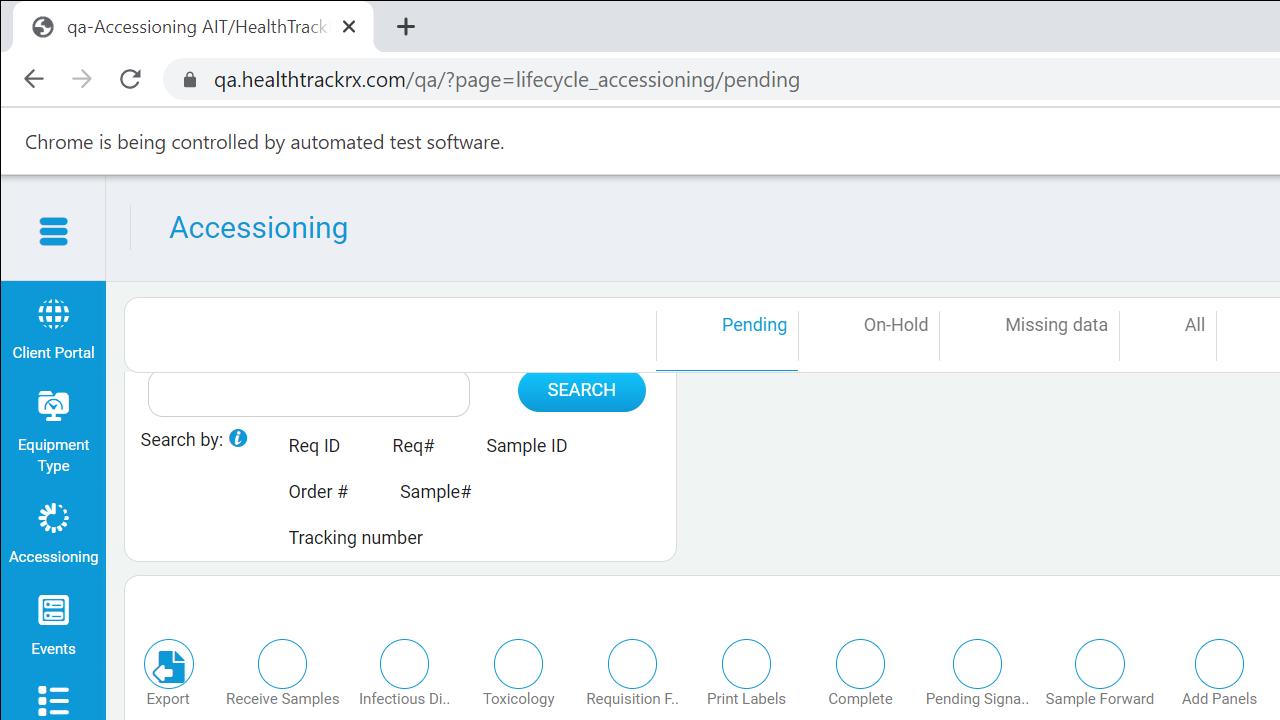 qa-Accessioning AIT/HealthTrack
qa.healthtrackrx.com/qa/?page=lifecycle_accessioning/pending
Chrome is being controlled by automated test software.
Accessioning
Client Portal
Equipment
Type
Accessioning
Events
Pending
On-Hold
Missing data
All
SEARCH
Search by:
Req ID
Req#
Sample ID
Order #
Sample#
Tracking number
Export
Receive Samples
Infectious Di..
Toxicology
Requisition F..
Print Labels
Complete
Pending Signa..
Sample Forward
Add Panels